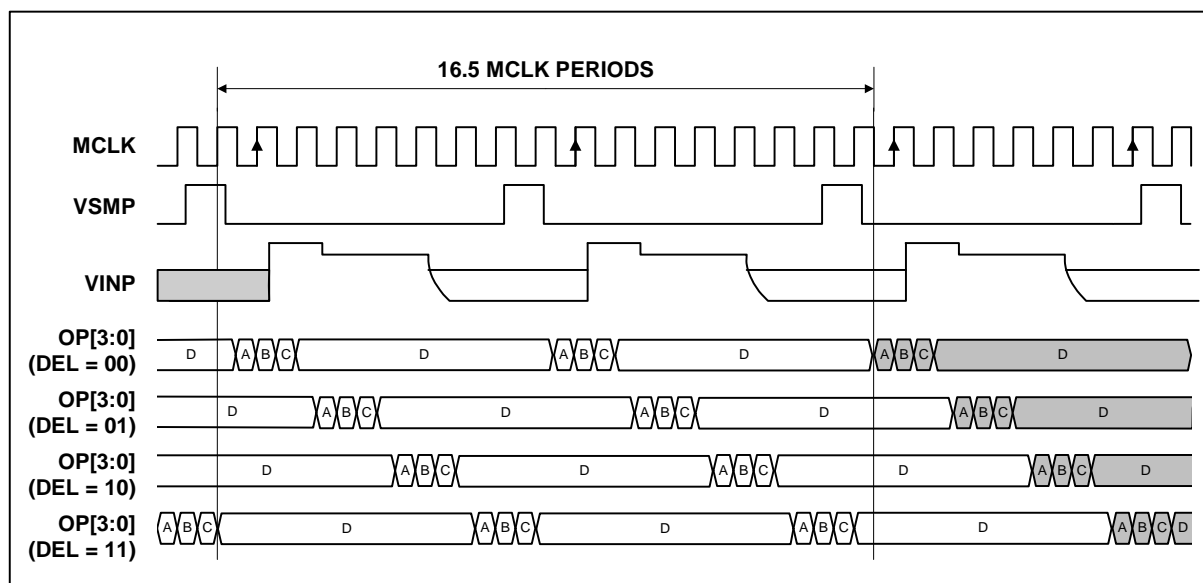 16.5 MCLK PERIODS
MCLK
VSMP
VINP
OP[3:0]
(DEL = 00)
D A B C D A B C D A B C D
OP[3:0]
(DEL = 01)
D A B C D A B C D A B C D
OP[3:0]
(DEL = 10)
D A B C D A B C D A B C D
OP[3:0]
(DEL = 11)
A B C D A B C D A B C D A B C D